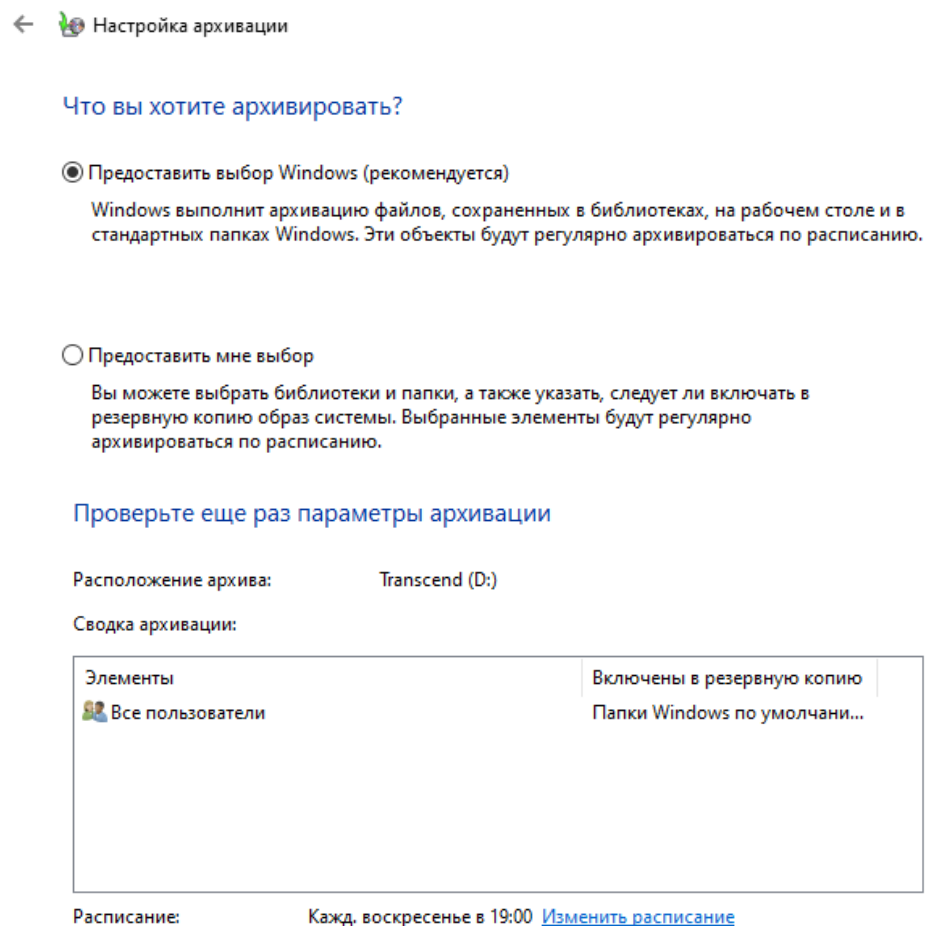 Настройка архивации
Что вы хотите архивировать?
Предоставить выбор Windows (рекомендуется)
Windows выполнит архивацию файлов, сохраненных в библиотеках, на рабочем столе и в
стандартных папках Windows. Эти объекты будут регулярно архивироваться по расписанию.
Предоставить мне выбор
Вы можете выбрать библиотеки и папки, а также указать, следует ли включать в
резервную копию образ системы. Выбранные элементы будут регулярно
архивироваться по расписанию.
Проверьте еще раз параметры архивации
Расположение архива: Transcend (D:)
Сводка архивации:
Элементы Включены в резервную копию
Все пользователи Папки Windows по умолчани...
Расписание: Кажд. воскресенье в 19:00 Изменить расписание